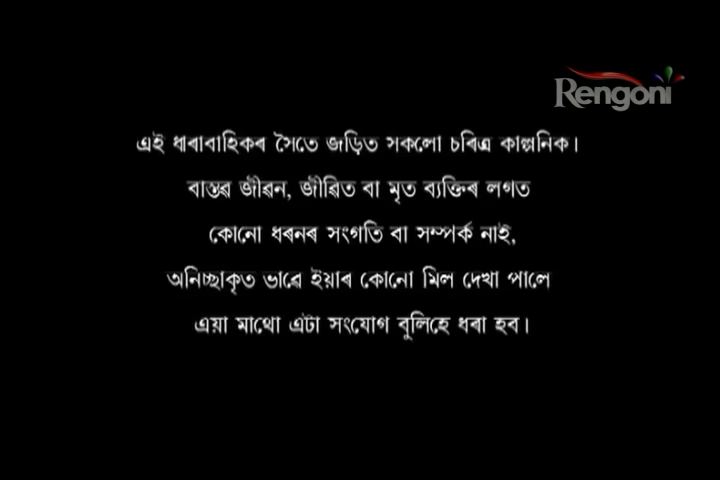 Rengoni
এই ধাৰাবাহিকৰ সৈতে জড়িত সকলো চৰিত্ৰ কাল্পনিক।
বাস্তৱ জীৱন, জীৱিত বা মৃত ব্যক্তিৰ লগত
কোনো ধৰনৰ সংগতি বা সম্পৰ্ক নাই,
অনিচ্ছাকৃত ভাৱে ইয়াৰ কোনো মিল দেখা পালে
এয়া মাথো এটা সংযোগ বুলিহে ধৰা হব।